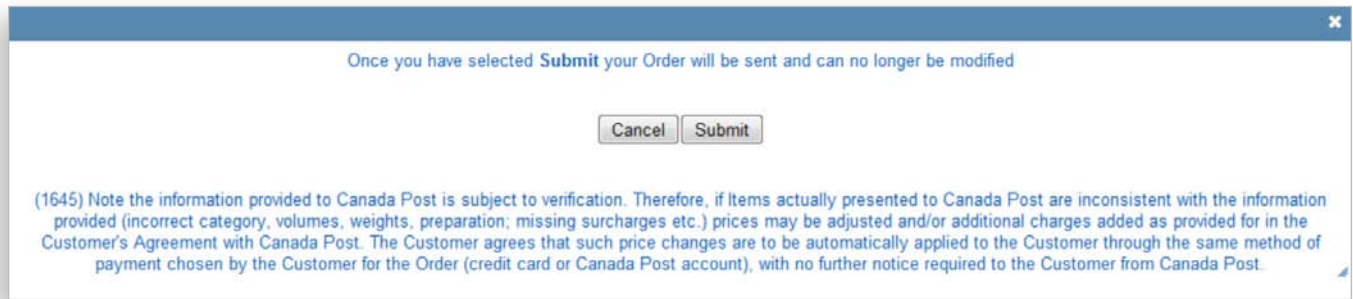 Once you have selected Submit your Order will be sent and can no longer be modified
Cancel Submit
(1645) Note the information provided to Canada Post is subject to verification. Therefore, if Items actually presented to Canada Post are inconsistent with the information
provided (incorrect category, volumes, weights, preparation; missing surcharges etc.) prices may be adjusted and/or additional charges added as provided for in the
Customer's Agreement with Canada Post. The Customer agrees that such price changes are to be automatically applied to the Customer through the same method of
payment chosen by the Customer for the Order (credit card or Canada Post account), with no further notice required to the Customer from Canada Post.